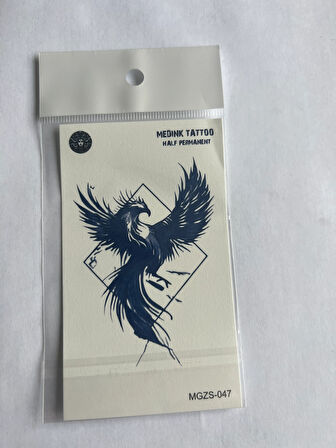 MEDINK TATTOO
HALF PERMANENT
MGZS-047